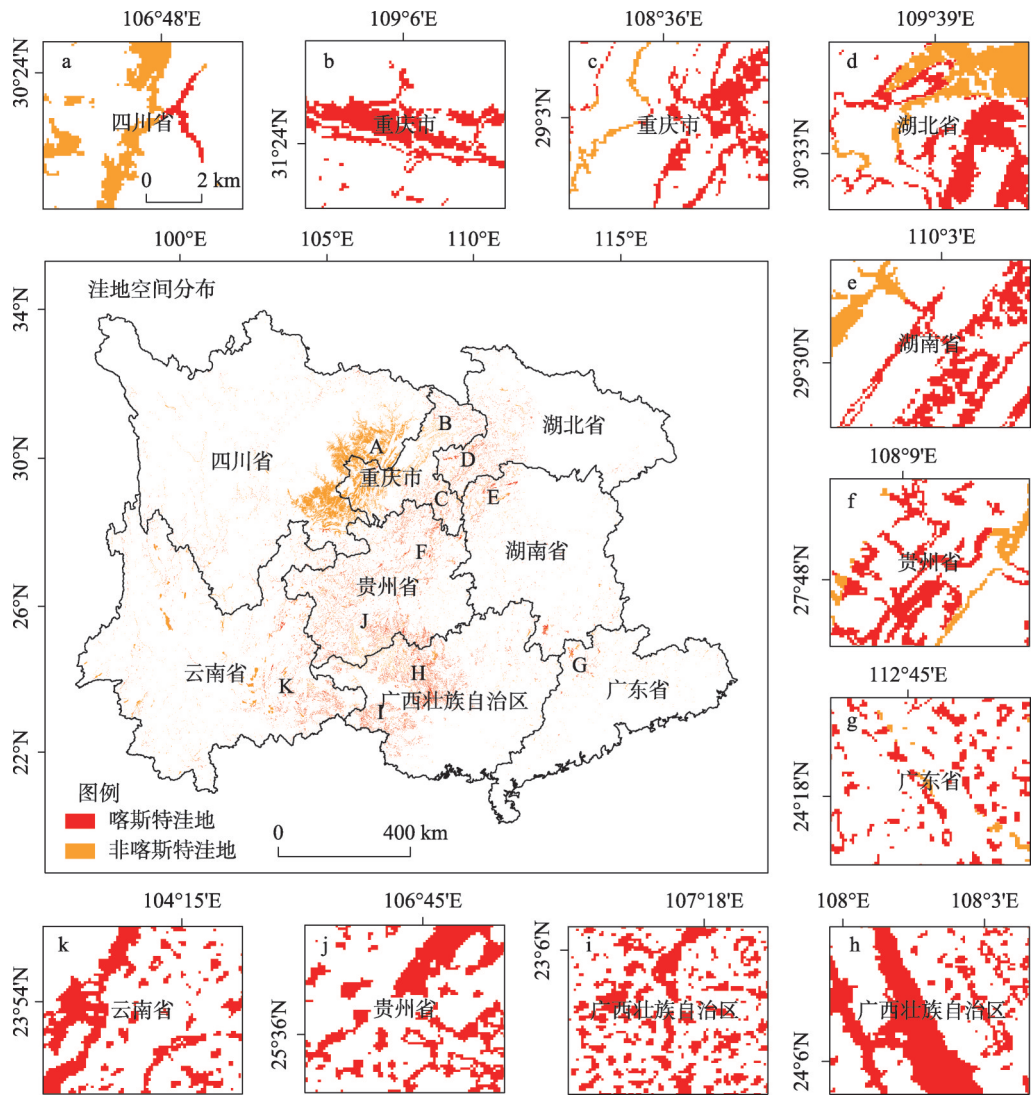 106°48'E
109°6'E
108°36'E
109°39'E
30°24'N
a
四川省
0 2 km
31°24'N
b
重庆市
29°33'N
c
重庆市
30°33'N
d
湖北省
100°E 105°E 110°E 115°E
34°N
30°N
26°N
22°N
洼地空间分布
湖北省
B
A
四川省
D
重庆市
C
E
F
湖南省
贵州省
J
G
云南省
H
K
广西壮族自治区
广东省
I
图例
喀斯特洼地
非喀斯特洼地
0 400 km
110°3'E
29°30'N
e
湖南省
108°9'E
27°48'N
f
贵州省
112°45'E
24°18'N
g
广东省
104°15'E
106°45'E
107°18'E
108°0'E 108°3'E
23°54'N
k
云南省
25°36'N
j
贵州省
23°6'N
i
广西壮族自治区
24°6'N
h
广西壮族自治区